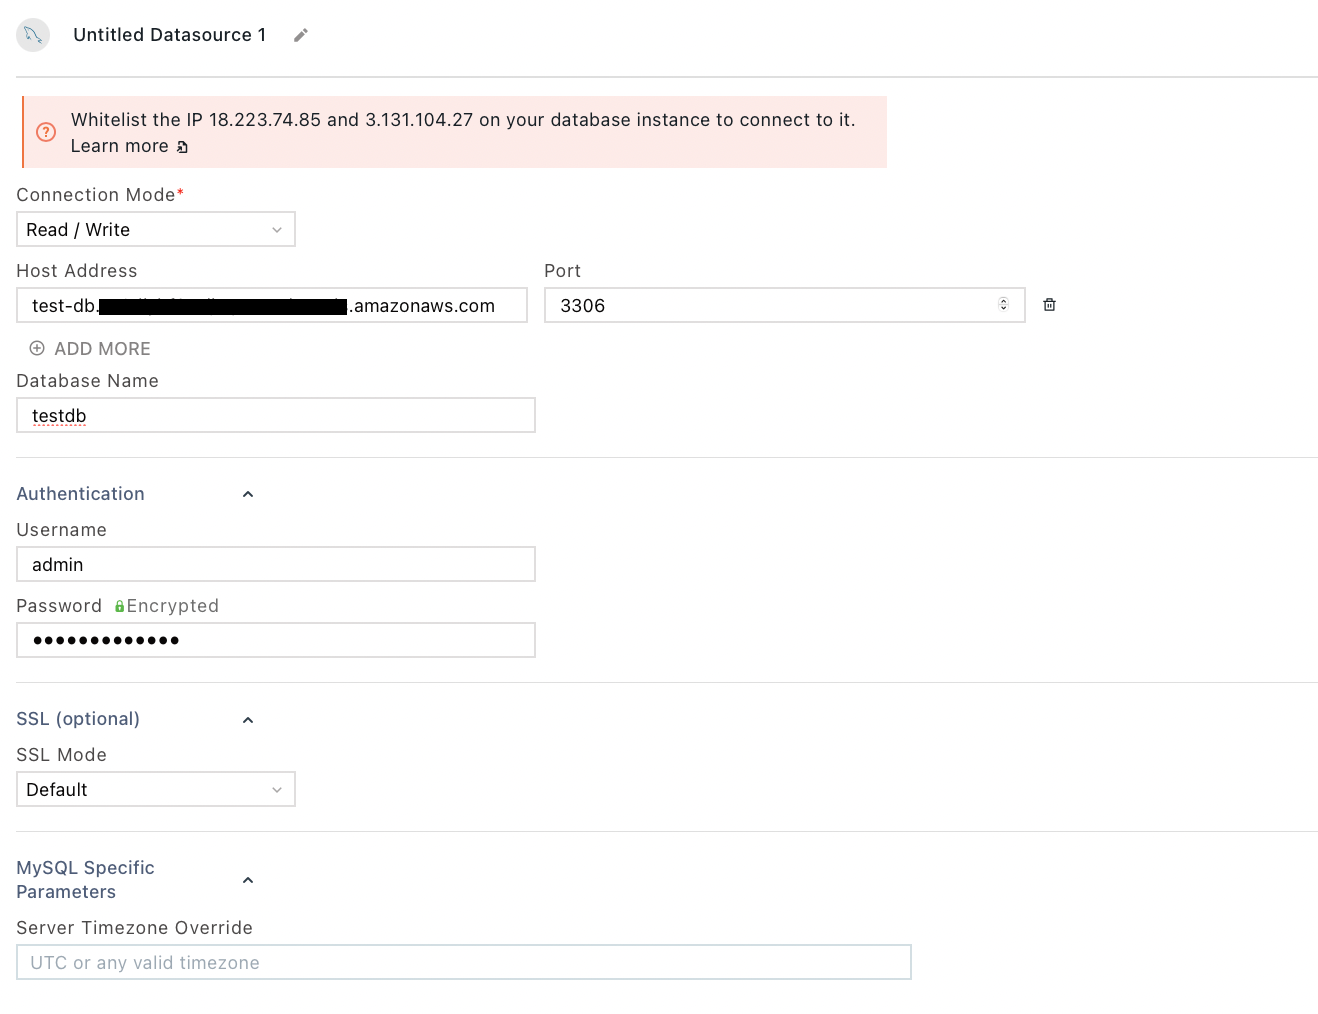 Untitled Datasource 1
Whitelist the IP 18.223.74.85 and 3.131.104.27 on your database instance to connect to it.
Learn more
Connection Mode*
Read / Write
Host Address Port
test-db. .amazonaws.com 3306
ADD MORE
Database Name
testdb
Authentication
Username
admin
Password Encrypted
•••••••••••••
SSL (optional)
SSL Mode
Default
MySQL Specific
Parameters
Server Timezone Override
UTC or any valid timezone